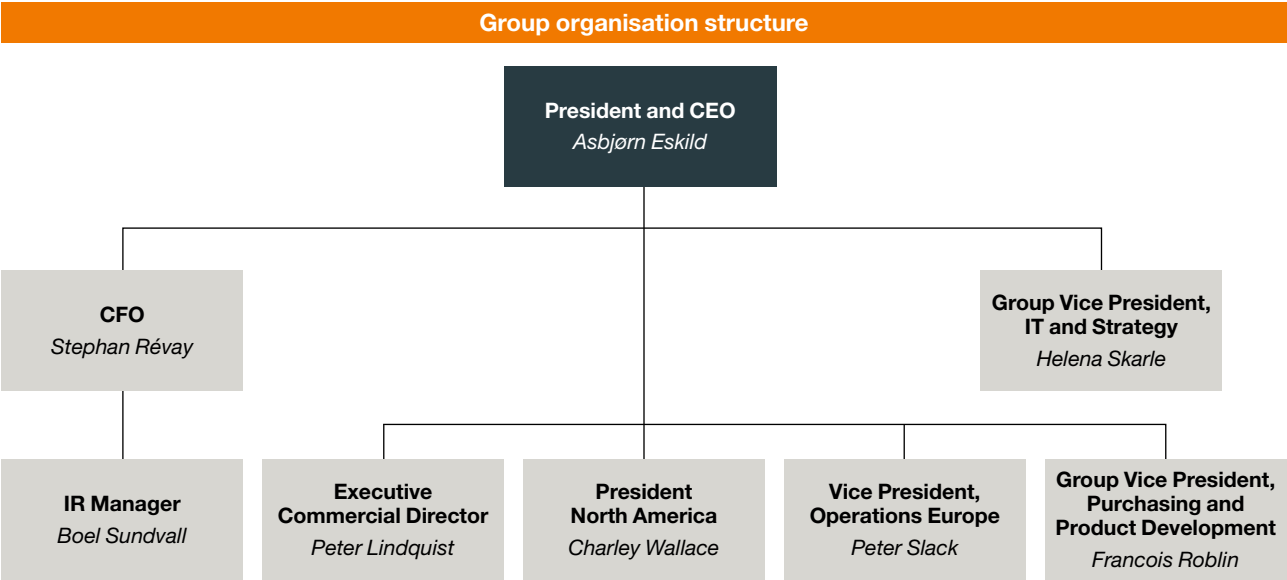 Group organisation structure
President and CEO
Asbjørn Eskild
CFO
Stephan Révay
Group Vice President,
IT and Strategy
Helena Skarle
IR Manager
Boel Sundvall
Executive
Commercial Director
Peter Lindquist
President
North America
Charley Wallace
Vice President,
Operations Europe
Peter Slack
Group Vice President,
Purchasing and
Product Development
Francois Roblin